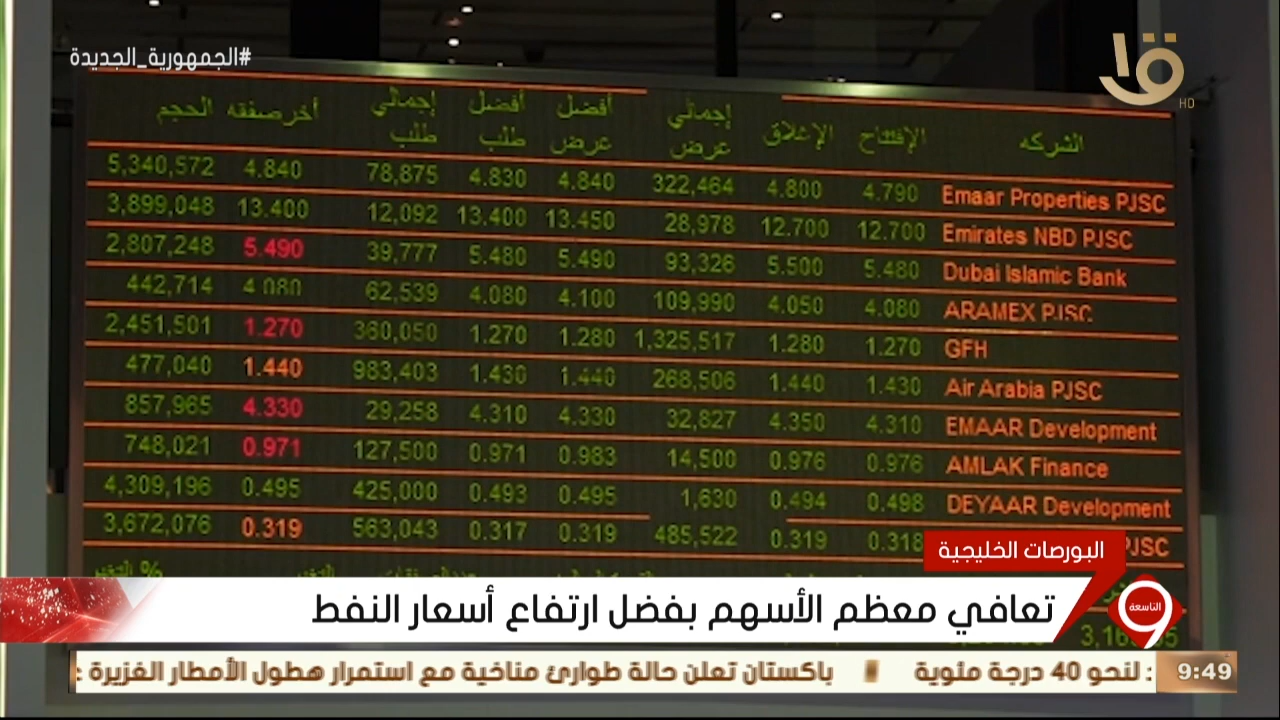 #الجمهورية_الجديدة
HD
الشركه الإفتتاح الإغلاق إجمالي عرض أفضل عرض أفضل طلب إجمالي طلب أخر صفقه الحجم
Emaar Properties PJSC 4.790 4.800 322,464 4.840 4.830 78,875 4.840 5,340,572
Emirates NBD PJSC 12.700 12.700 28,978 13.450 13.400 12,092 13.400 3,899,048
Dubai Islamic Bank 5.480 5.500 93,326 5.490 5.480 39,777 5.490 2,807,248
ARAMEX PJSC 4.080 4.050 109,990 4.100 4.080 62,539 4.080 442,714
GFH 1.270 1.280 1,325,517 1.280 1.270 360,050 1.270 2,451,501
Air Arabia PJSC 1.430 1.440 268,506 1.440 1.430 983,403 1.440 477,040
EMAAR Development 4.310 4.350 32,827 4.330 4.310 29,258 4.330 857,965
AMLAK Finance 0.976 0.976 14,500 0.983 0.971 127,500 0.971 748,021
DEYAAR Development 0.498 0.494 1,630 0.495 0.493 425,000 0.495 4,309,196
PJSC 0.318 0.319 485,522 0.319 0.317 563,043 0.319 3,672,076
البورصات الخليجية
التاسعة
9
تعافي معظم الأسهم بفضل ارتفاع أسعار النفط
9:49
: لنحو 40 درجة مئوية
باكستان تعلن حالة طوارئ مناخية مع استمرار هطول الأمطار الغزيرة